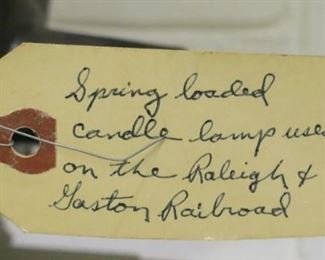 Spring loaded
candle lamp used
on the Raleigh &
Gaston Railroad